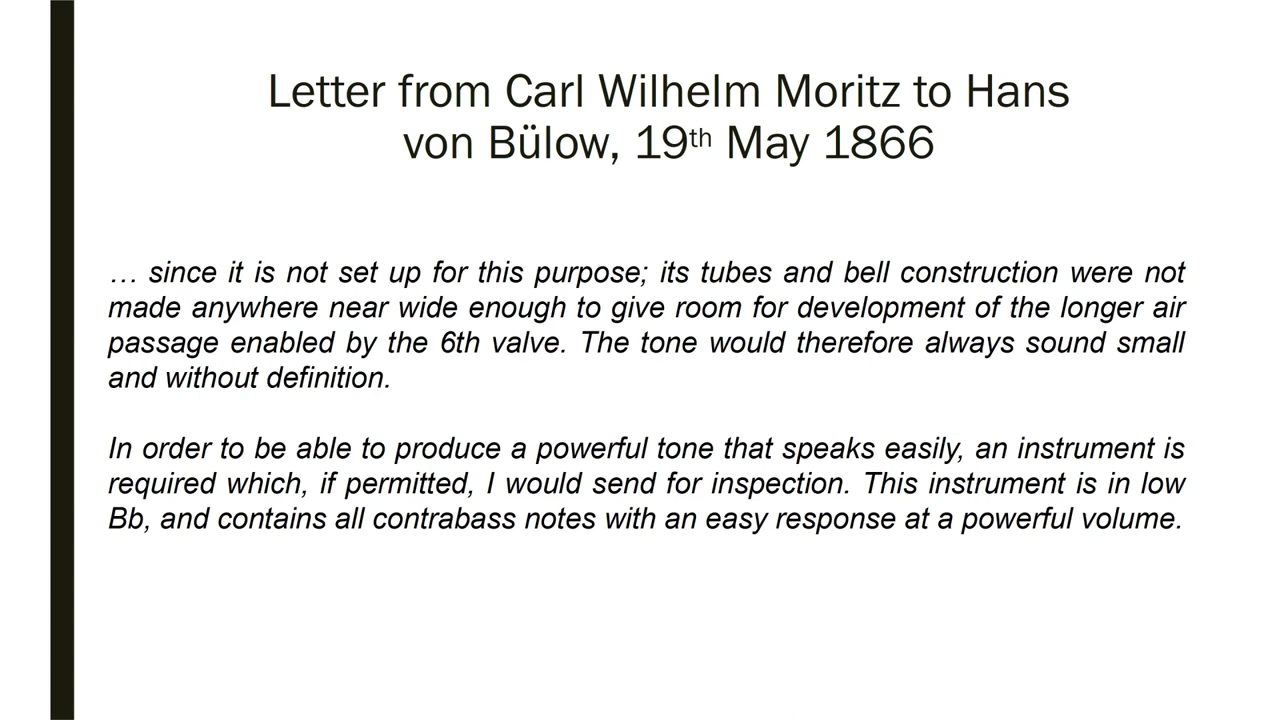 Letter from Carl Wilhelm Moritz to Hans
von Bülow, 19th May 1866
… since it is not set up for this purpose; its tubes and bell construction were not
made anywhere near wide enough to give room for development of the longer air
passage enabled by the 6th valve. The tone would therefore always sound small
and without definition.
In order to be able to produce a powerful tone that speaks easily, an instrument is
required which, if permitted, I would send for inspection. This instrument is in low
Bb, and contains all contrabass notes with an easy response at a powerful volume.